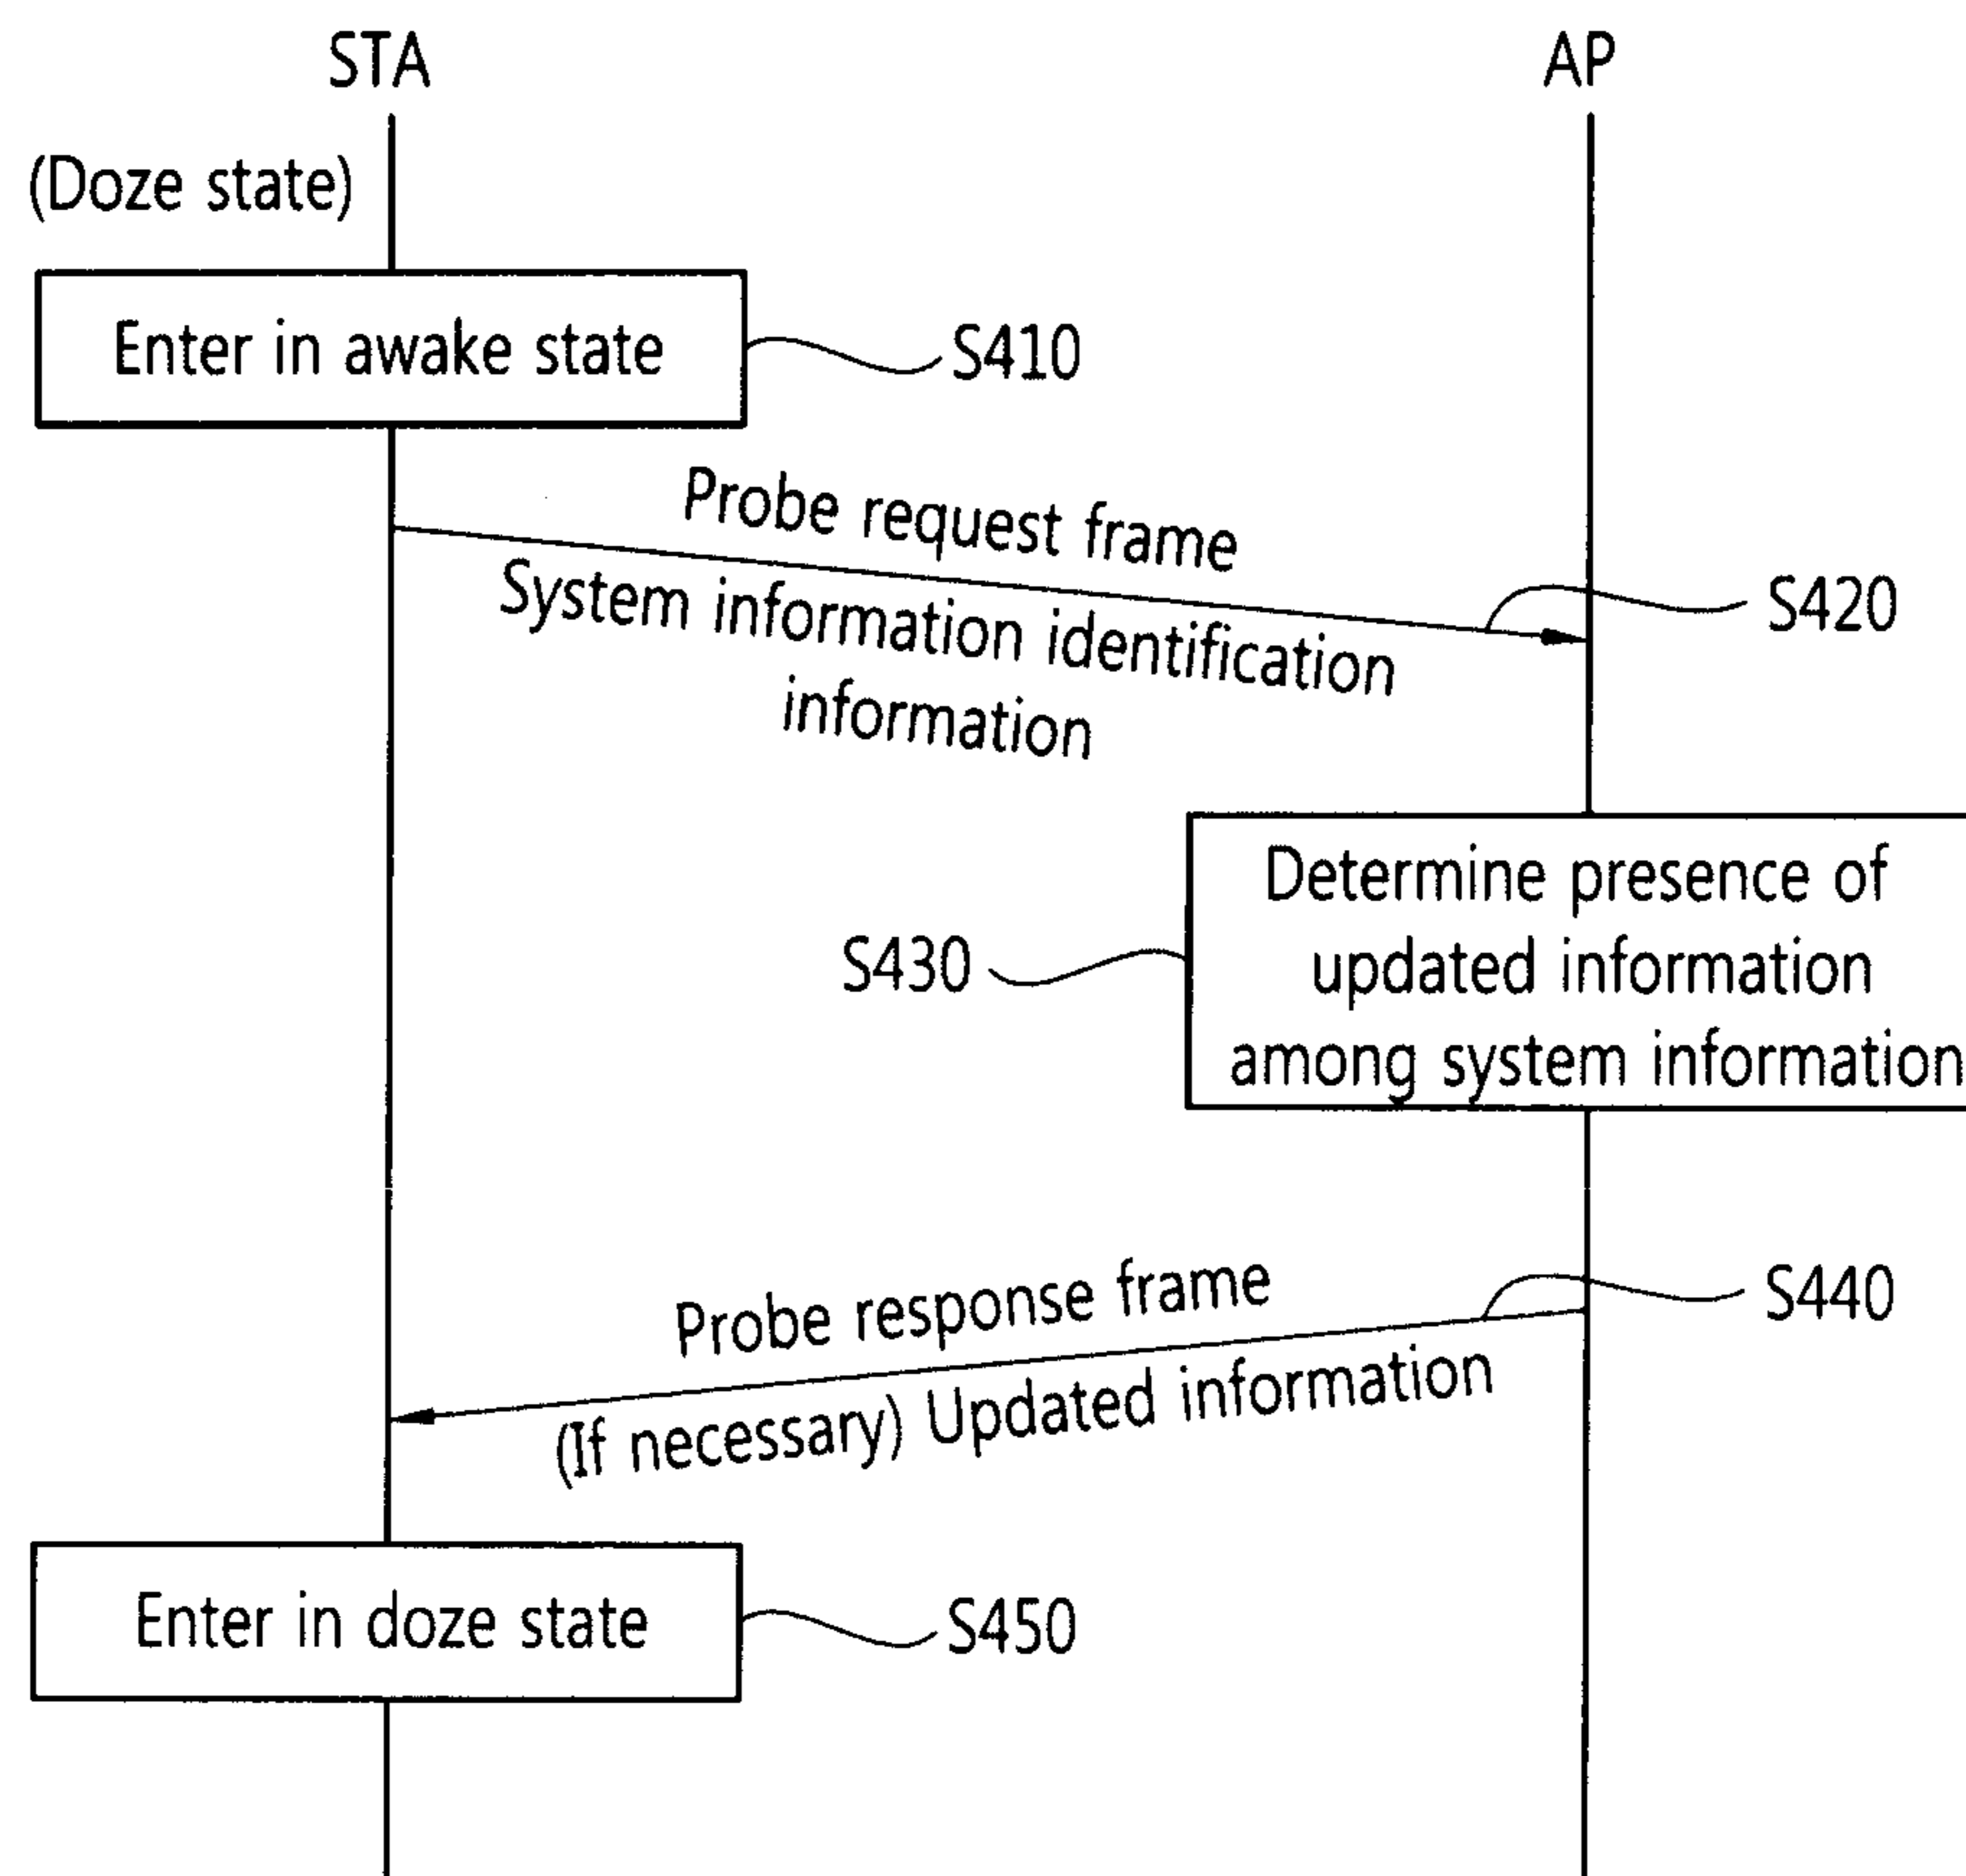 STA
AP
(Doze state)
Enter in awake state
S410
Probe request frame
System information identification
information
S420
Determine presence of
updated information
among system information
S430
Probe response frame
(If necessary) Updated information
S440
Enter in doze state
S450